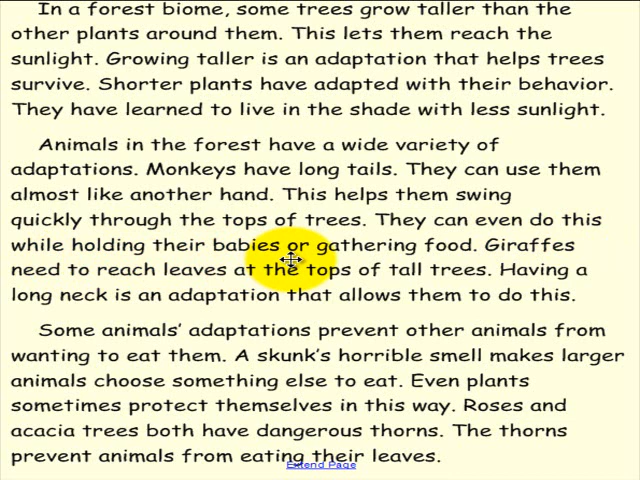 In a forest biome, some trees grow taller than the
other plants around them. This lets them reach the
sunlight. Growing taller is an adaptation that helps trees
survive. Shorter plants have adapted with their behavior.
They have learned to live in the shade with less sunlight.
Animals in the forest have a wide variety of
adaptations. Monkeys have long tails. They can use them
almost like another hand. This helps them swing
quickly through the tops of trees. They can even do this
while holding their babies or gathering food. Giraffes
need to reach leaves at the tops of tall trees. Having a
long neck is an adaptation that allows them to do this.
Some animals’ adaptations prevent other animals from
wanting to eat them. A skunk’s horrible smell makes larger
animals choose something else to eat. Even plants
sometimes protect themselves in this way. Roses and
acacia trees both have dangerous thorns. The thorns
prevent animals from eating their leaves.
Extend Page